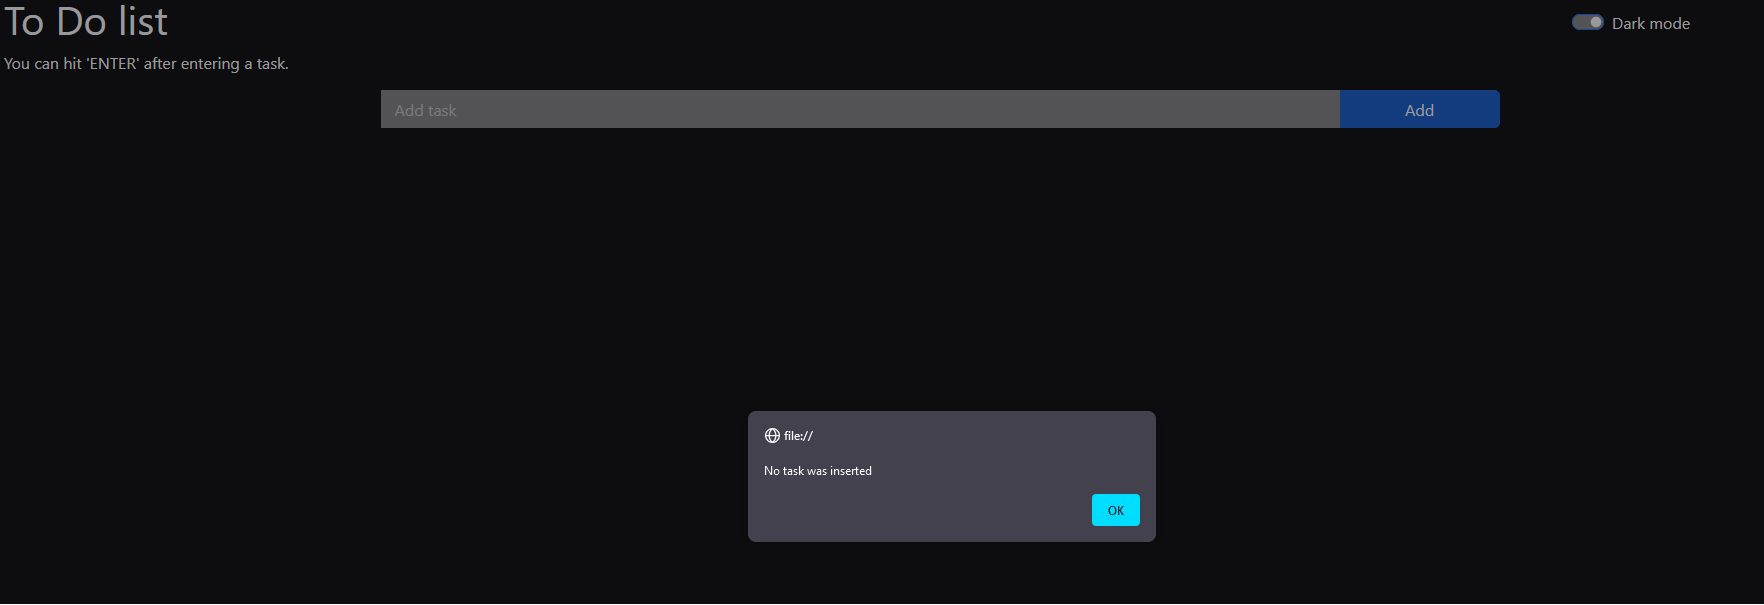 To Do list
Dark mode
You can hit 'ENTER' after entering a task.
Add task
Add
file://
No task was inserted
OK